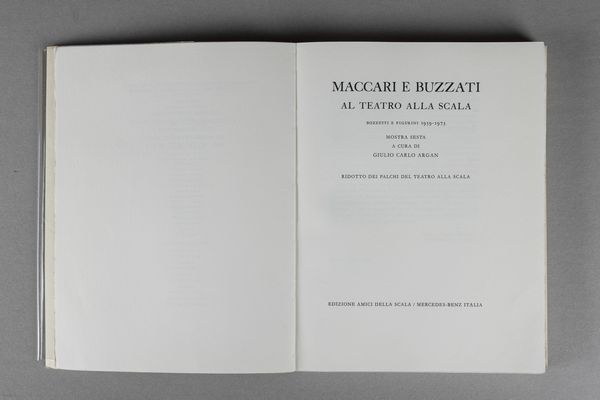 MACCARI E BUZZATI
AL TEATRO ALLA SCALA
BOZZETTI E FIGURINI 1939-1973
MOSTRA SESTA
A CURA DI
GIULIO CARLO ARGAN
RIDOTTO DEI PALCHI DEL TEATRO ALLA SCALA
EDIZIONE AMICI DELLA SCALA / MERCEDES-BENZ ITALIA